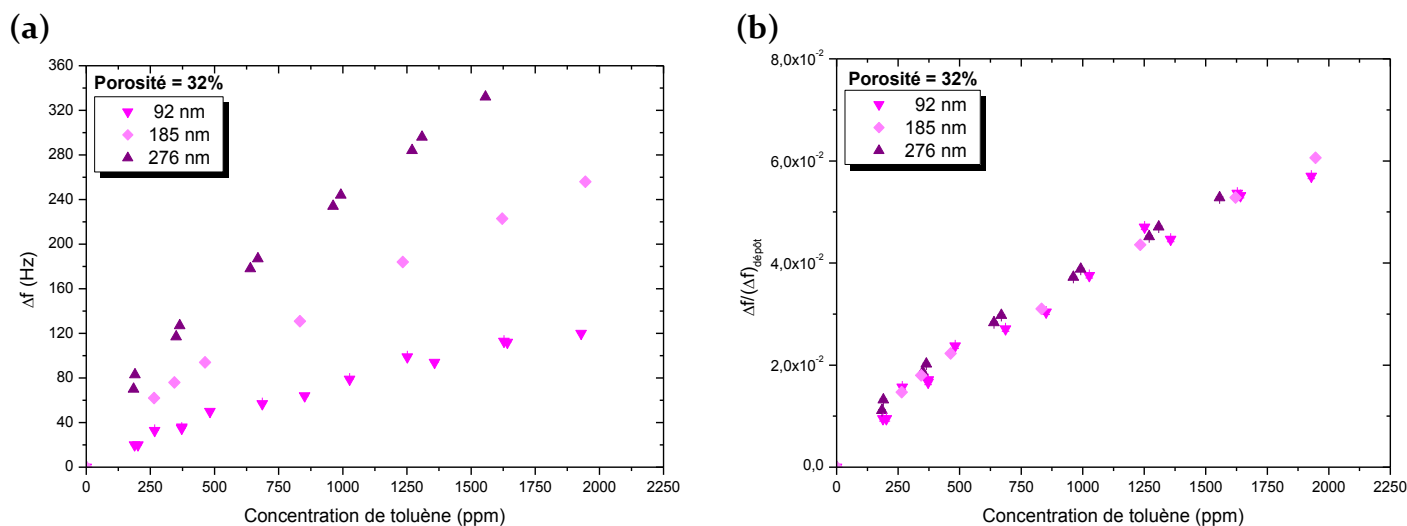 (a)
360
320
280
240
200
160
120
80
40
0
Δf (Hz)
Porosité = 32%
92 nm
185 nm
276 nm
0 250 500 750 1000 1250 1500 1750 2000 2250
Concentration de toluène (ppm)
(b)
8,0x10⁻²
6,0x10⁻²
4,0x10⁻²
2,0x10⁻²
0,0
Δf/(Δf)dépôt
Porosité = 32%
92 nm
185 nm
276 nm
0 250 500 750 1000 1250 1500 1750 2000 2250
Concentration de toluène (ppm)